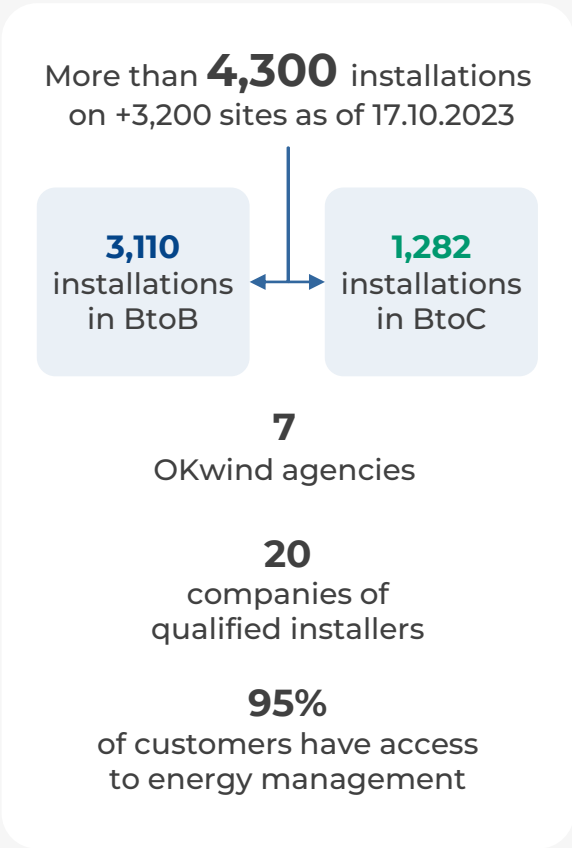 More than 4,300 installations
on +3,200 sites as of 17.10.2023
3,110
installations
in BtoB
1,282
installations
in BtoC
7
OKwind agencies
20
companies of
qualified installers
95%
of customers have access
to energy management